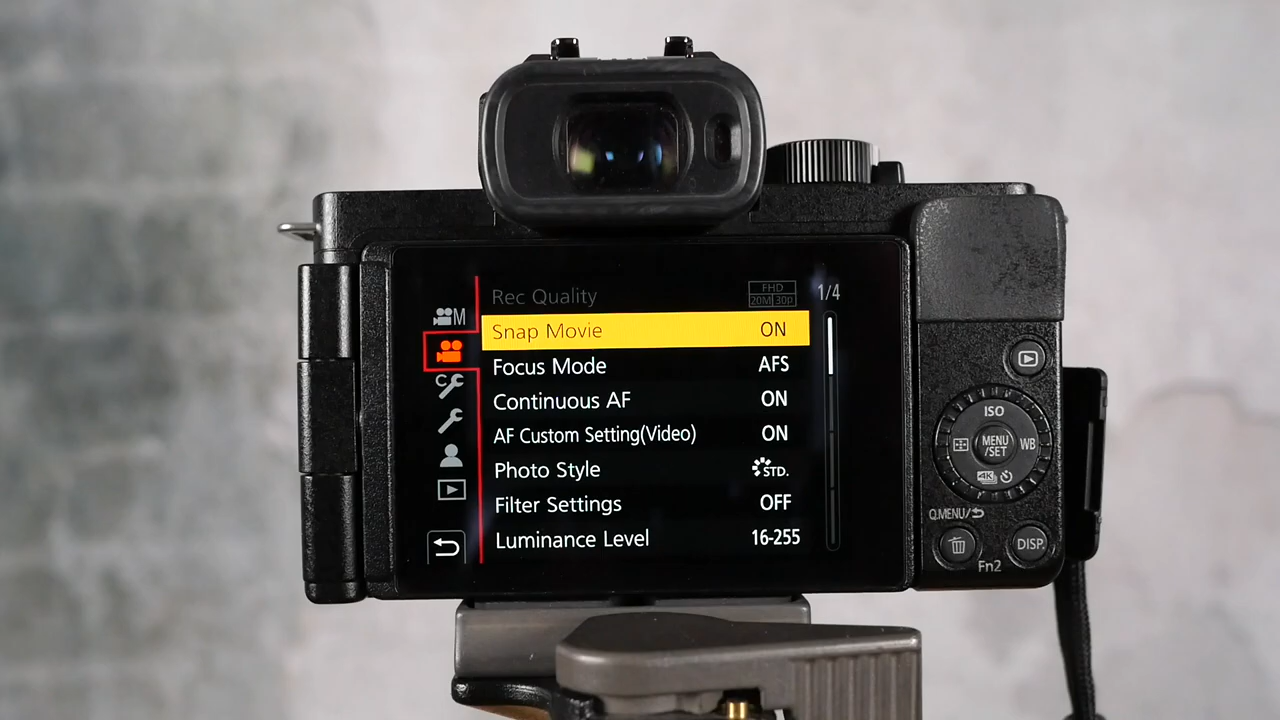 Rec Quality FHD 20M 30p 1/4
M
Snap Movie ON
Focus Mode AFS
C
Continuous AF ON
AF Custom Setting(Video) ON
Photo Style STD.
Filter Settings OFF
Luminance Level 16-255
ISO
MENU /SET
WB
4K
Q.MENU/
DISP.
Fn2